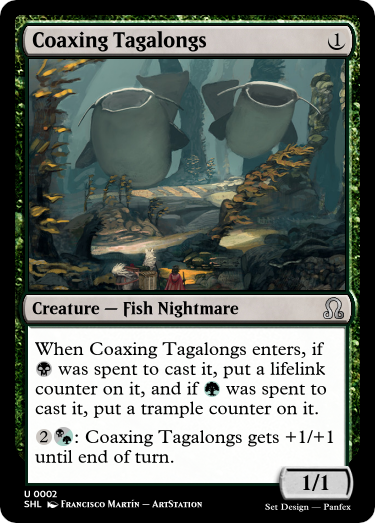 Coaxing Tagalongs 1
Creature — Fish Nightmare
When Coaxing Tagalongs enters, if
was spent to cast it, put a lifelink
counter on it, and if was spent to
cast it, put a trample counter on it.
2 : Coaxing Tagalongs gets +1/+1
until end of turn.
1/1
U 0002
SHL Francisco Martín — ArtStation
Set Design — Panfex